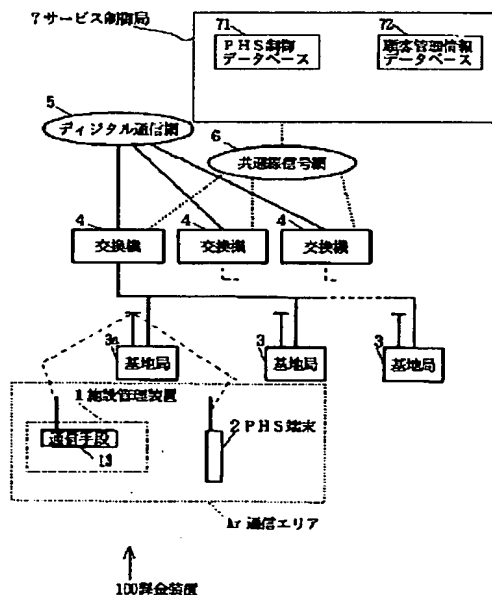 7サービス制御局
71
PHS制御
データベース
72
顧客管理情報
データベース
5
ディジタル通信網
6
共通線信号網
4
交換機
4
交換機
4
交換機
3a
基地局
3
基地局
3
基地局
1施設管理装置
通信手段
13
2PHS端末
Ar通信エリア
100課金装置